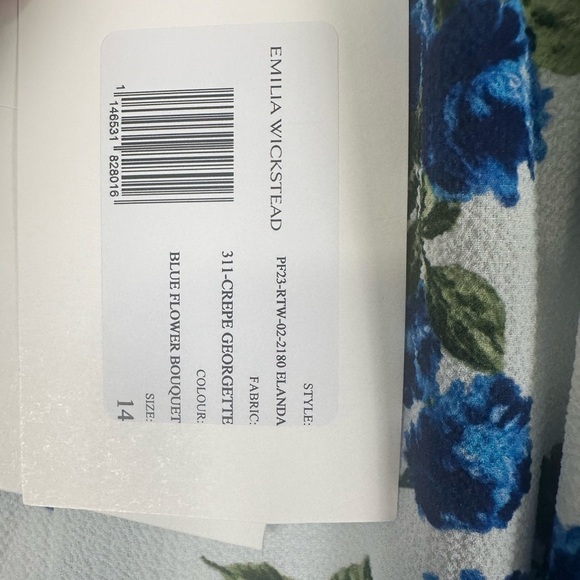 EMILIA WICKSTEAD
STYLE:
PF23-RTW-02-2180 ELANDA
FABRIC:
311-CREPE GEORGETTE
COLOUR:
BLUE FLOWER BOUQUET
SIZE:
14
1 146531 828016